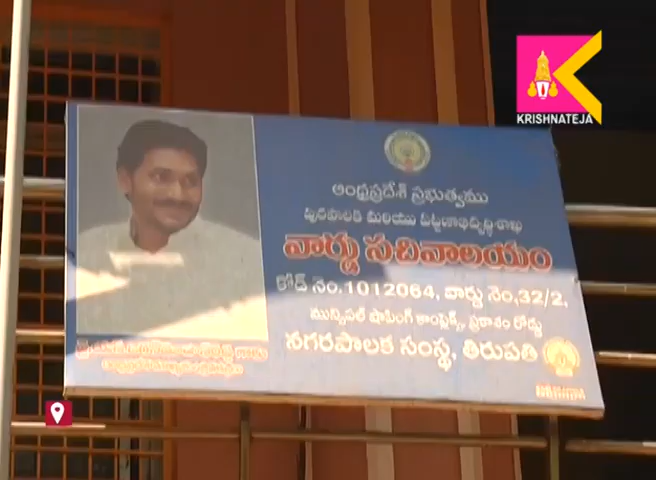 KRISHNATEJA
ఆంధ్రప్రదేశ్ ప్రభుత్వము
పురపాలక మరియు పట్టణాభివృద్ధిశాఖ
వార్డు సచివాలయం
కోడ్ నెం.1012064, వార్డు నెం,32/2,
మున్సిపల్ షాపింగ్ కాంప్లెక్స్, ప్రకాశం రోడ్డు
నగరపాలక సంస్థ, తిరుపతి